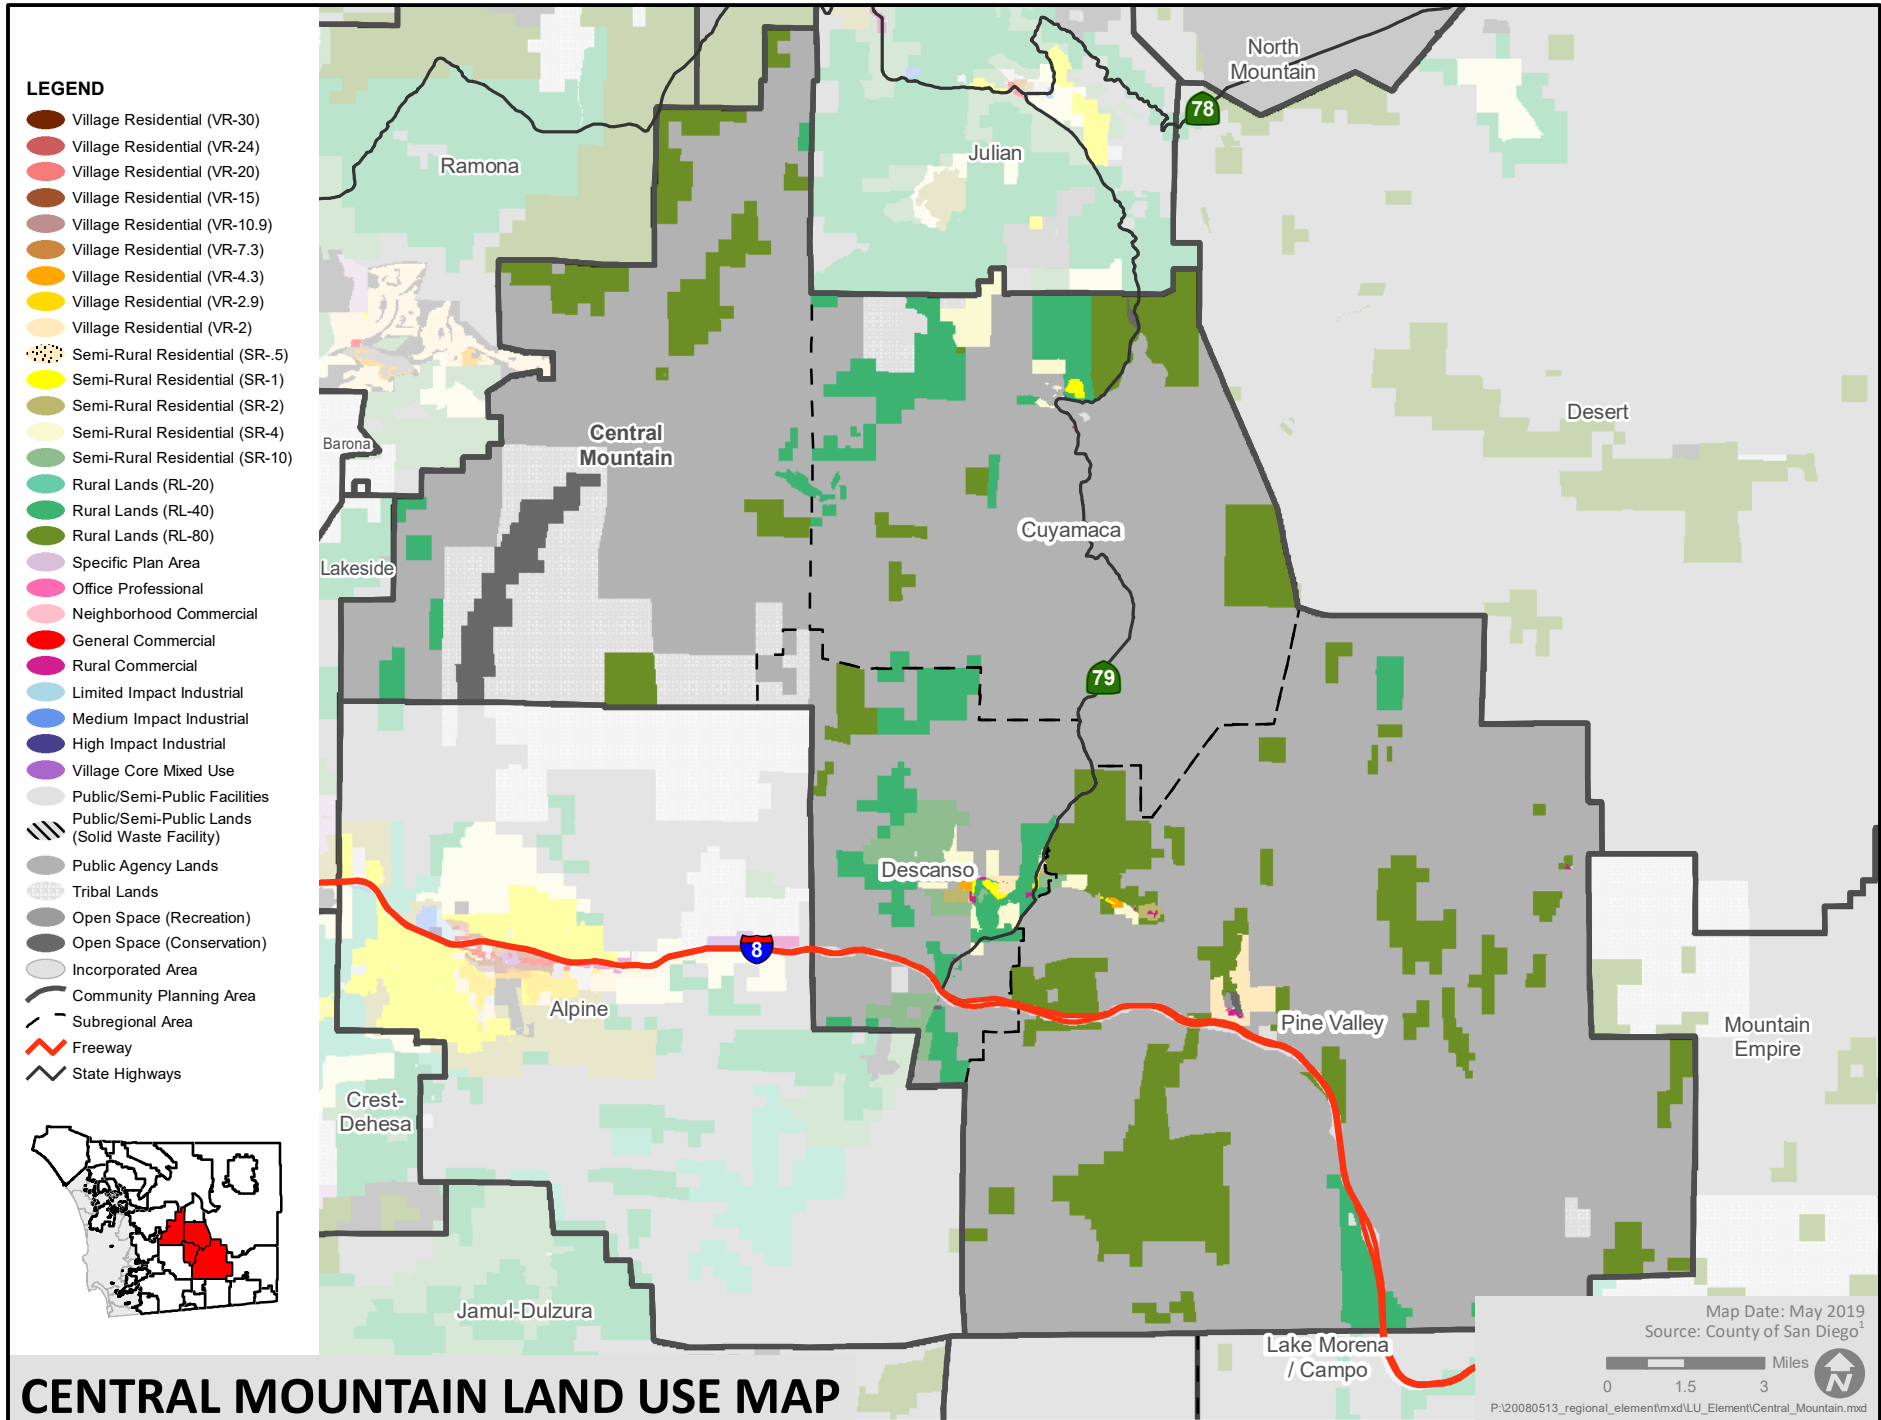 LEGEND
Village Residential (VR-30)
Village Residential (VR-24)
Village Residential (VR-20)
Village Residential (VR-15)
Village Residential (VR-10.9)
Village Residential (VR-7.3)
Village Residential (VR-4.3)
Village Residential (VR-2.9)
Village Residential (VR-2)
Semi-Rural Residential (SR-.5)
Semi-Rural Residential (SR-1)
Semi-Rural Residential (SR-2)
Semi-Rural Residential (SR-4)
Semi-Rural Residential (SR-10)
Rural Lands (RL-20)
Rural Lands (RL-40)
Rural Lands (RL-80)
Specific Plan Area
Office Professional
Neighborhood Commercial
General Commercial
Rural Commercial
Limited Impact Industrial
Medium Impact Industrial
High Impact Industrial
Village Core Mixed Use
Public/Semi-Public Facilities
Public/Semi-Public Lands
(Solid Waste Facility)
Public Agency Lands
Tribal Lands
Open Space (Recreation)
Open Space (Conservation)
Incorporated Area
Community Planning Area
Subregional Area
Freeway
State Highways
North
Mountain
78
Ramona
Julian
Desert
Barona
Central
Mountain
Cuyamaca
Lakeside
79
Descanso
8
Alpine
Pine Valley
Mountain
Empire
Crest-
Dehesa
Jamul-Dulzura
Lake Morena
/ Campo
Map Date: May 2019
Source: County of San Diego1
Miles
0 1.5 3
N
P:\20080513_regional_element\mxd\LU_Element\Central_Mountain.mxd
CENTRAL MOUNTAIN LAND USE MAP